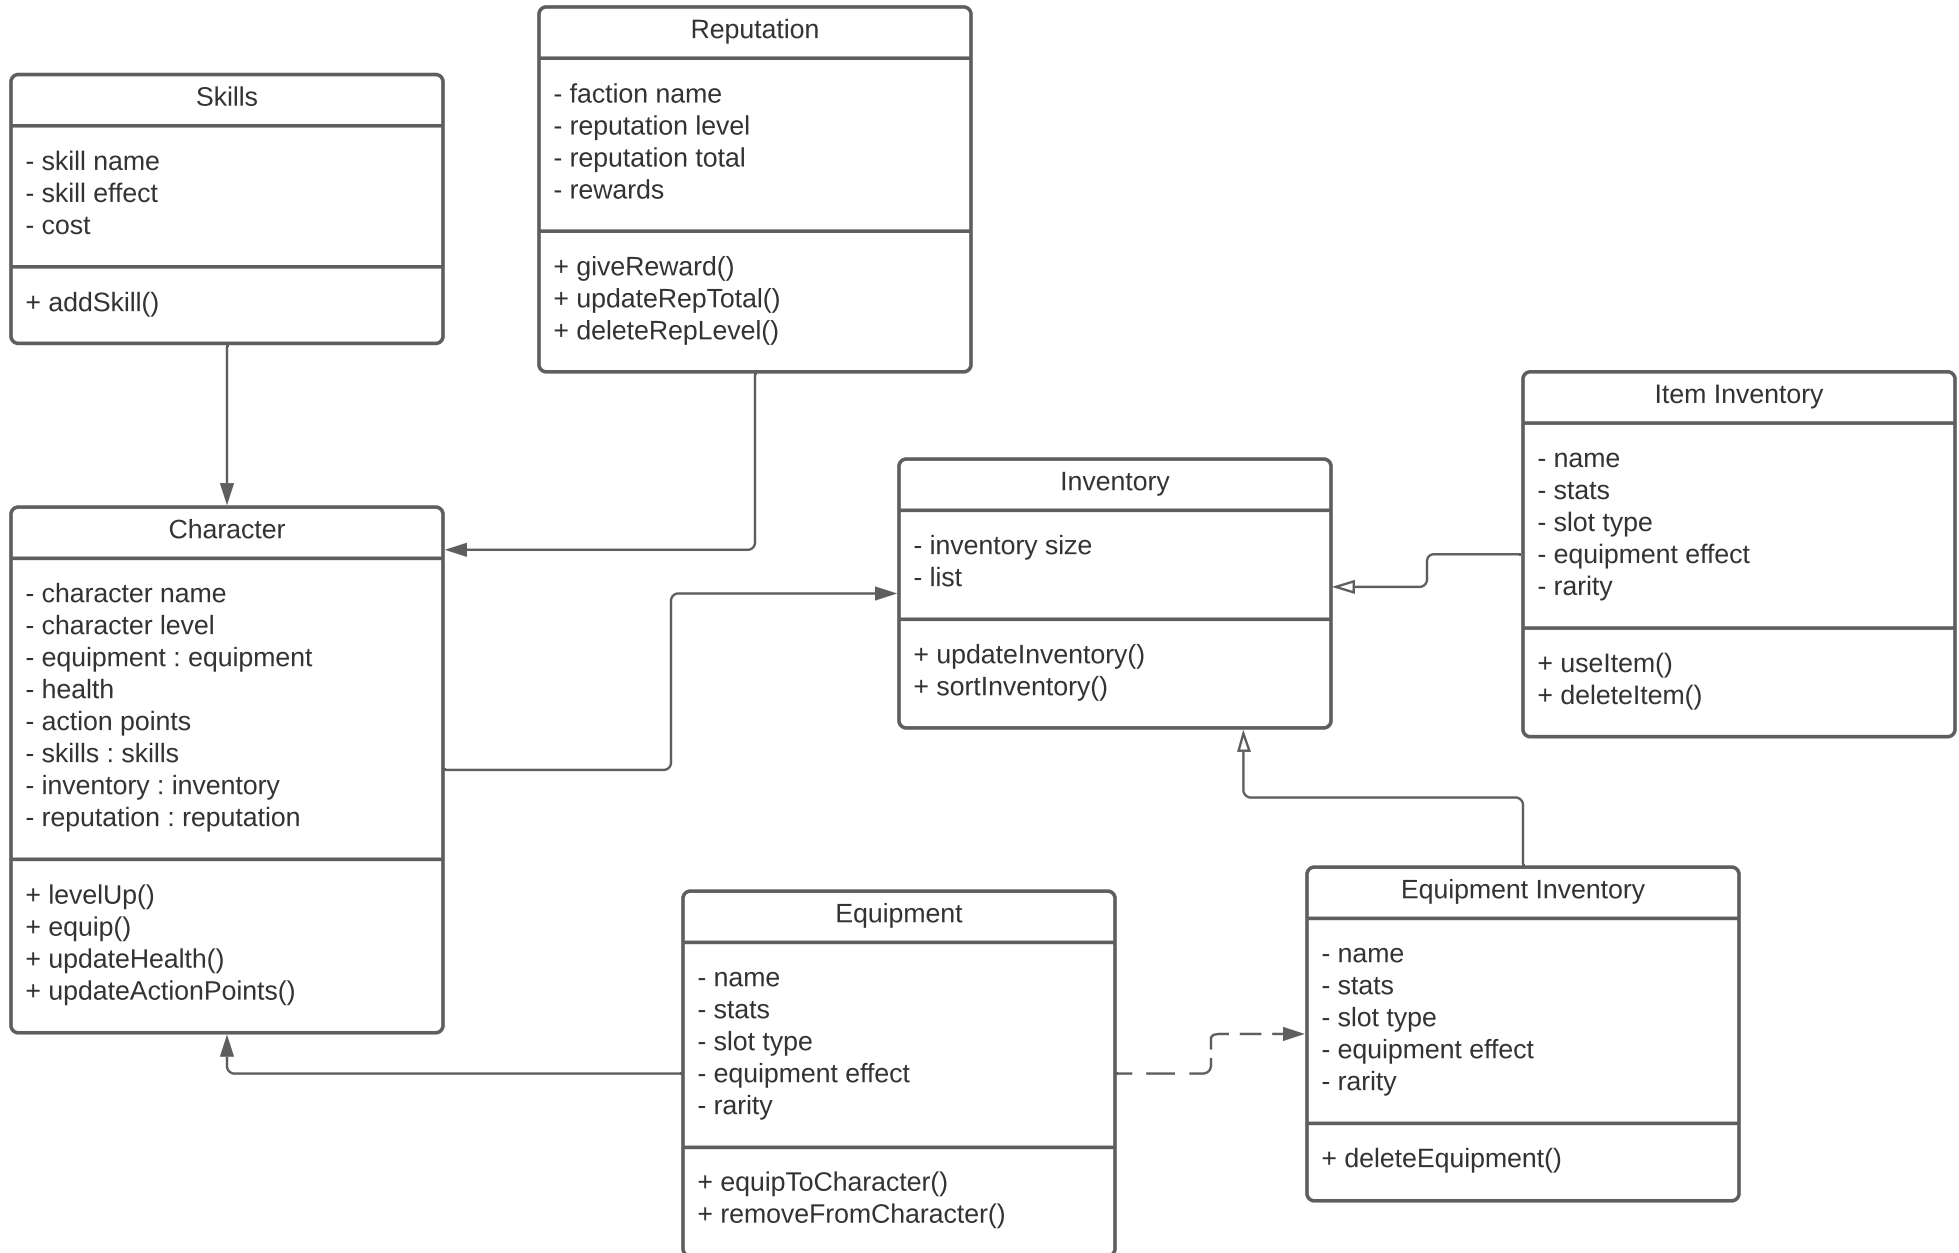 Reputation
- faction name
- reputation level
- reputation total
- rewards
+ giveReward()
+ updateRepTotal()
+ deleteRepLevel()
Skills
- skill name
- skill effect
- cost
+ addSkill()
Item Inventory
- name
- stats
- slot type
- equipment effect
- rarity
+ useItem()
+ deleteItem()
Inventory
- inventory size
- list
+ updateInventory()
+ sortInventory()
Character
- character name
- character level
- equipment : equipment
- health
- action points
- skills : skills
- inventory : inventory
- reputation : reputation
+ levelUp()
+ equip()
+ updateHealth()
+ updateActionPoints()
Equipment
- name
- stats
- slot type
- equipment effect
- rarity
+ equipToCharacter()
+ removeFromCharacter()
Equipment Inventory
- name
- stats
- slot type
- equipment effect
- rarity
+ deleteEquipment()